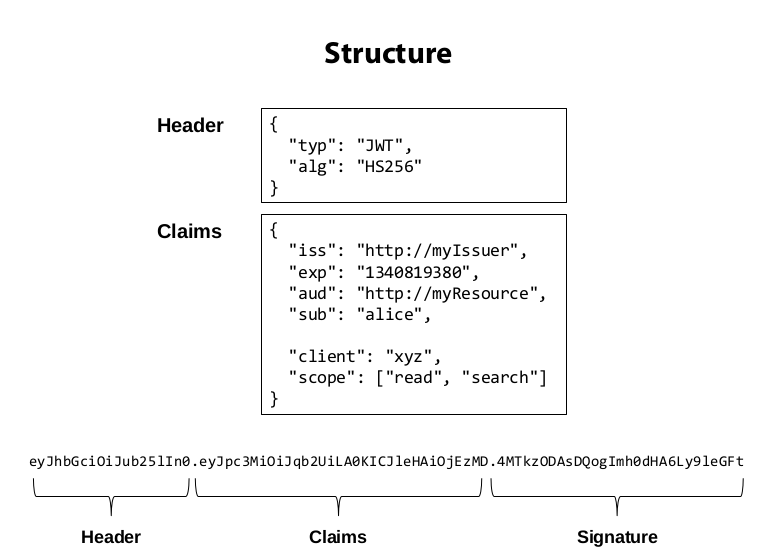 Structure
Header
{
"typ": "JWT",
"alg": "HS256"
}
Claims
{
"iss": "http://myIssuer",
"exp": "1340819380",
"aud": "http://myResource",
"sub": "alice",
"client": "xyz",
"scope": ["read", "search"]
}
eyJhbGciOiJub25lIn0.eyJpc3MiOiJqb2UiLA0KICJleHAiOjEzMD.4MTkzODAsDQogImh0dHA6Ly9leGFt
Header Claims Signature